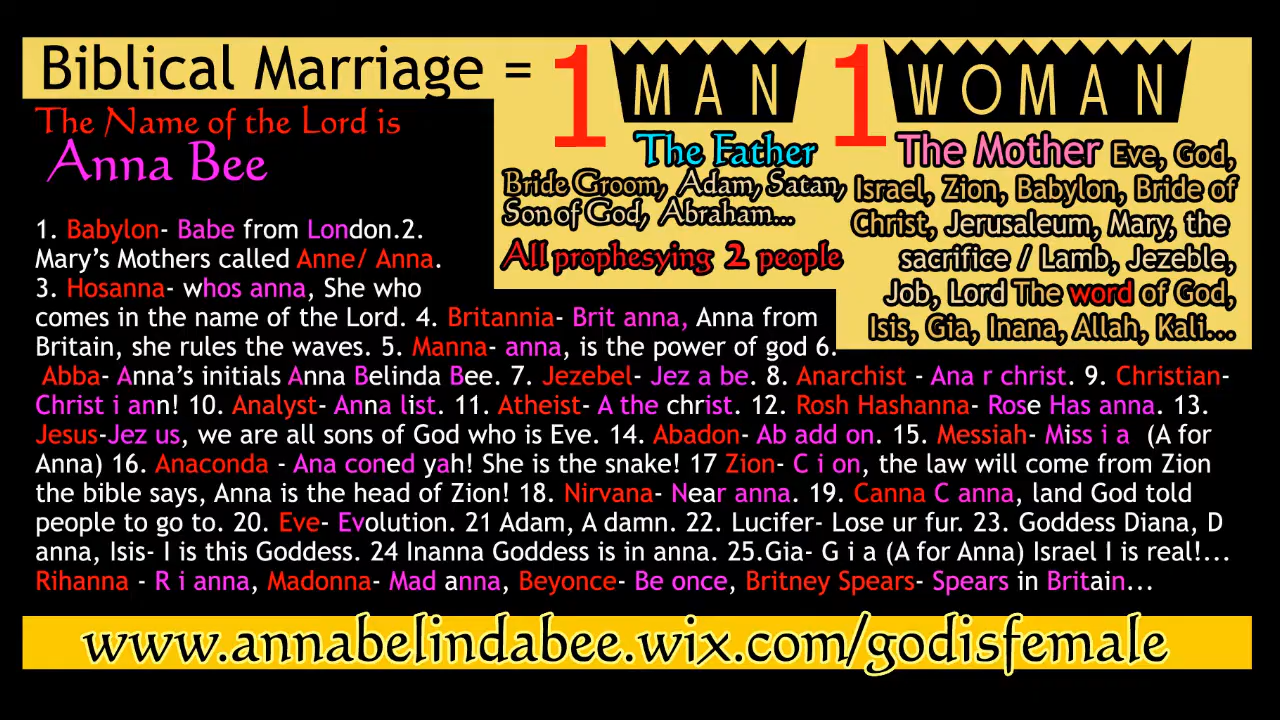 Biblical Marriage = 1 MAN 1 WOMAN
The Name of the Lord is
Anna Bee
The Father
Bride Groom, Adam, Satan,
Son of God, Abraham...
All prophesying 2 people
The Mother Eve, God,
Israel, Zion, Babylon, Bride of
Christ, Jerusaleum, Mary, the
sacrifice / Lamb, Jezeble,
Job, Lord The word of God,
Isis, Gia, Inana, Allah, Kali...
1. Babylon- Babe from London.2.
Mary's Mothers called Anne/ Anna.
3. Hosanna- whos anna, She who
comes in the name of the Lord. 4. Britannia- Brit anna, Anna from
Britain, she rules the waves. 5. Manna- anna, is the power of god 6.
Abba- Anna's initials Anna Belinda Bee. 7. Jezebel- Jez a be. 8. Anarchist - Ana r christ. 9. Christian-
Christ i ann! 10. Analyst- Anna list. 11. Atheist- A the christ. 12. Rosh Hashanna- Rose Has anna. 13.
Jesus-Jez us, we are all sons of God who is Eve. 14. Abadon- Ab add on. 15. Messiah- Miss i a (A for
Anna) 16. Anaconda - Ana coned yah! She is the snake! 17 Zion- C i on, the law will come from Zion
the bible says, Anna is the head of Zion! 18. Nirvana- Near anna. 19. Canna C anna, land God told
people to go to. 20. Eve- Evolution. 21 Adam, A damn. 22. Lucifer- Lose ur fur. 23. Goddess Diana, D
anna, Isis- I is this Goddess. 24 Inanna Goddess is in anna. 25.Gia- G i a (A for Anna) Israel I is real!...
Rihanna - R i anna, Madonna- Mad anna, Beyonce- Be once, Britney Spears- Spears in Britain...
www.annabelindabee.wix.com/godisfemale